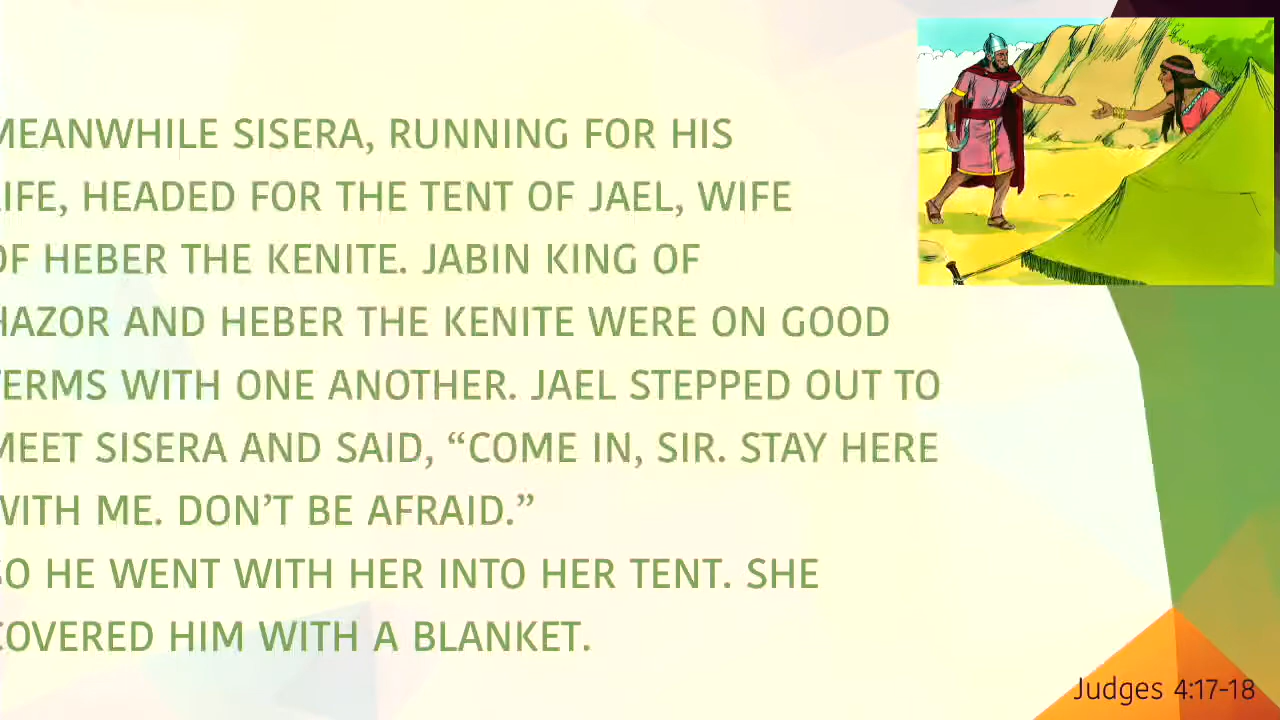 MEANWHILE SISERA, RUNNING FOR HIS
LIFE, HEADED FOR THE TENT OF JAEL, WIFE
OF HEBER THE KENITE. JABIN KING OF
HAZOR AND HEBER THE KENITE WERE ON GOOD
TERMS WITH ONE ANOTHER. JAEL STEPPED OUT TO
MEET SISERA AND SAID, “COME IN, SIR. STAY HERE
WITH ME. DON’T BE AFRAID.”
SO HE WENT WITH HER INTO HER TENT. SHE
COVERED HIM WITH A BLANKET.
Judges 4:17-18